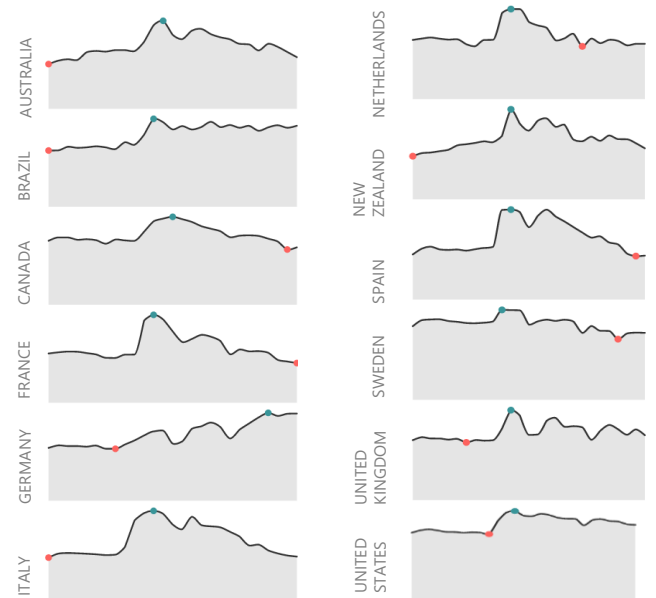 AUSTRALIA
BRAZIL
CANADA
FRANCE
GERMANY
ITALY
NETHERLANDS
NEW
ZEALAND
SPAIN
SWEDEN
UNITED
KINGDOM
UNITED
STATES